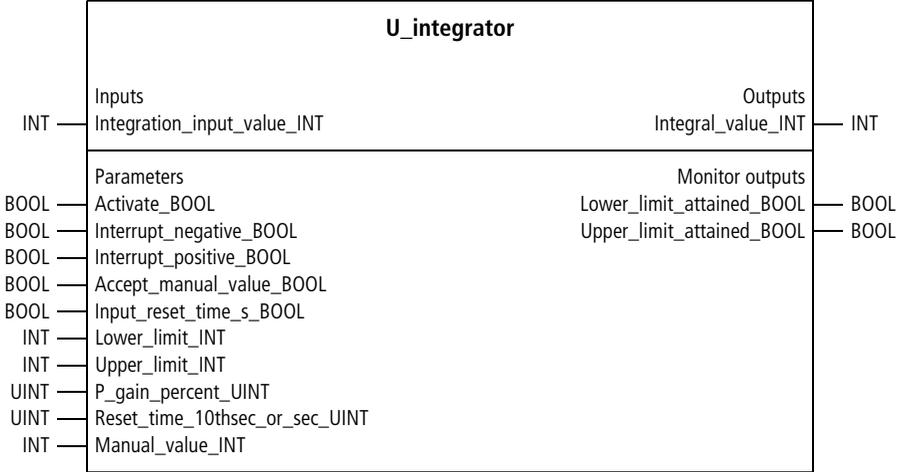 U_integrator
Inputs Outputs
INT Integration_input_value_INT Integral_value_INT INT
Parameters Monitor outputs
BOOL Activate_BOOL Lower_limit_attained_BOOL BOOL
BOOL Interrupt_negative_BOOL Upper_limit_attained_BOOL BOOL
BOOL Interrupt_positive_BOOL
BOOL Accept_manual_value_BOOL
BOOL Input_reset_time_s_BOOL
INT Lower_limit_INT
INT Upper_limit_INT
UINT P_gain_percent_UINT
UINT Reset_time_10thsec_or_sec_UINT
INT Manual_value_INT